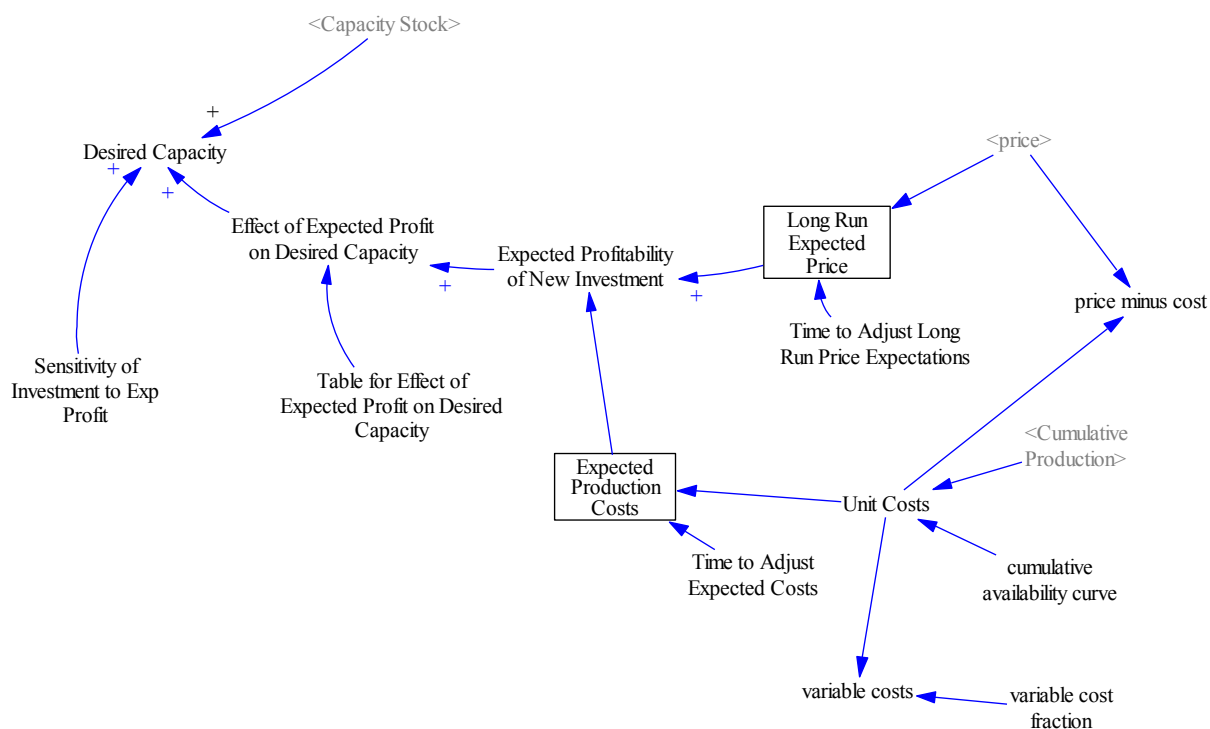 <Capacity Stock>
+
Desired Capacity
+
+
<price>
Effect of Expected Profit
on Desired Capacity
Long Run
Expected
Price
Expected Profitability
of New Investment
+
+
price minus cost
Time to Adjust Long
Run Price Expectations
Sensitivity of
Investment to Exp
Profit
Table for Effect of
Expected Profit on Desired
Capacity
<Cumulative
Production>
Expected
Production
Costs
Unit Costs
Time to Adjust
Expected Costs
cumulative
availability curve
variable costs
variable cost
fraction